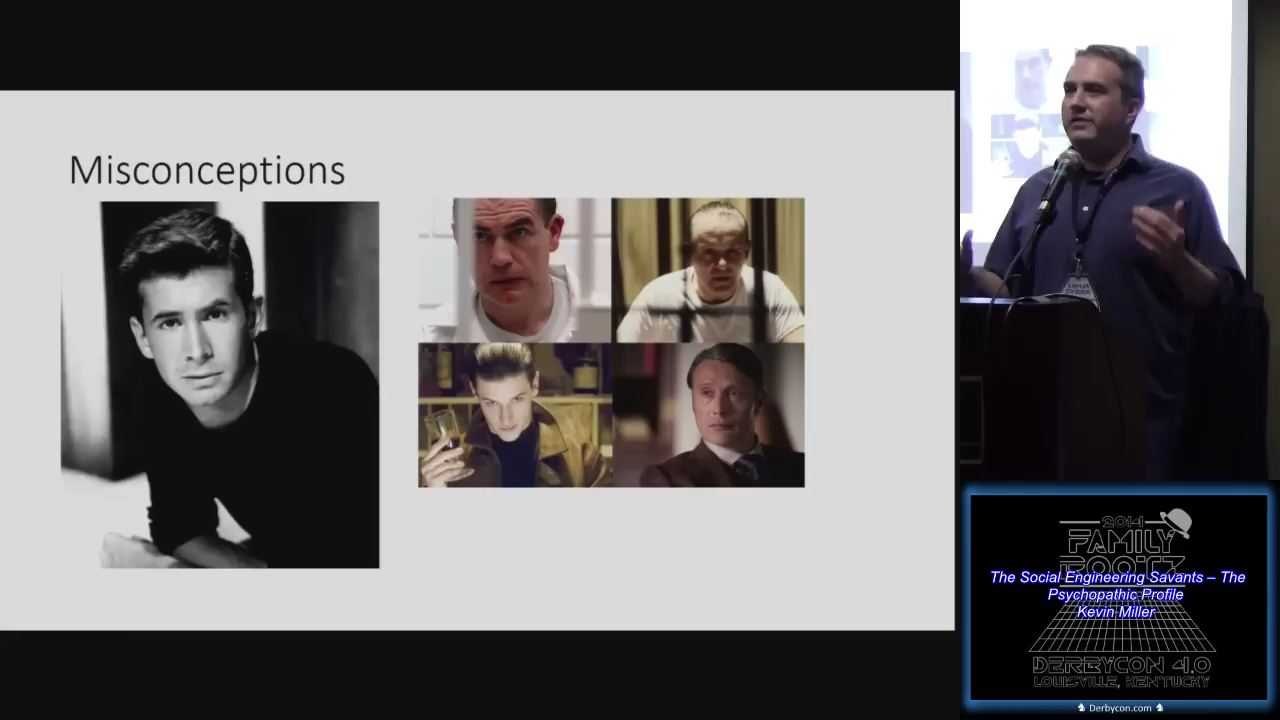 Misconceptions
2014
FAMILY
ROOTZ
The Social Engineering Savants – The
Psychopathic Profile
Kevin Miller
DERBYCON 4.0
LOUISVILLE, KENTUCKY
Derbycon.com